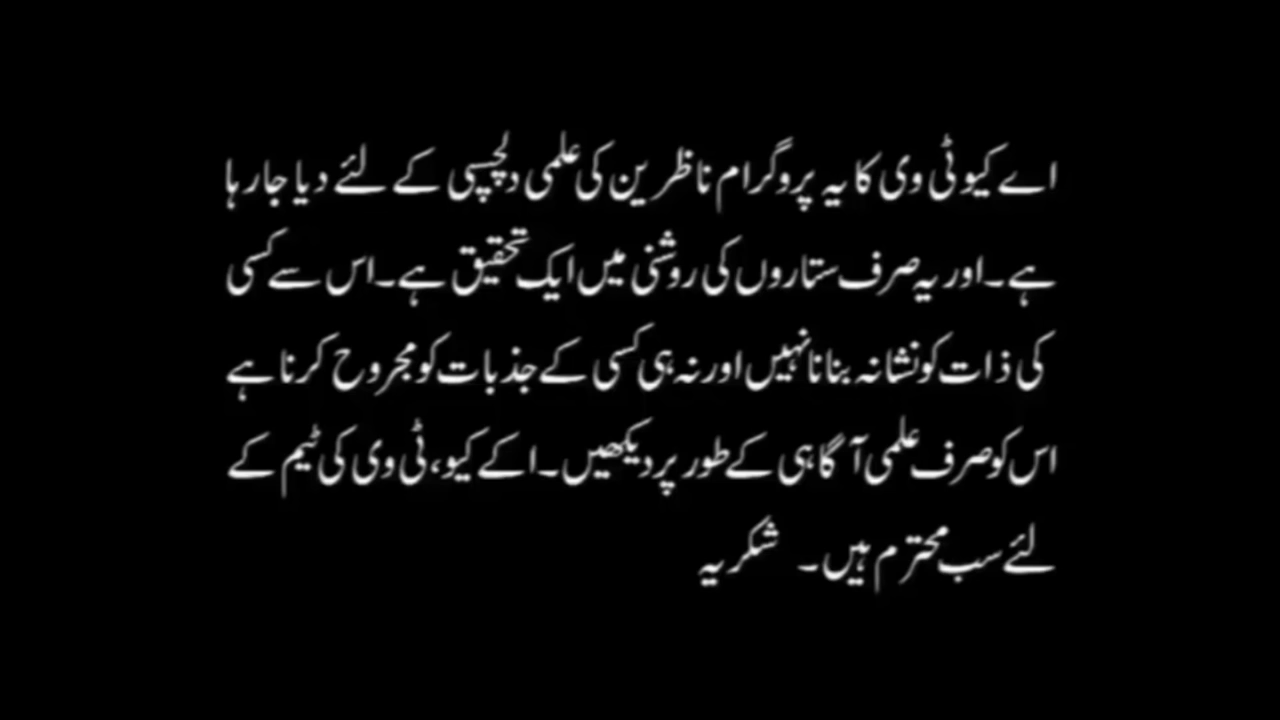 اے کیو ٹی وی کا یہ پروگرام ناظرین کی علمی دلچسپی کے لئے دیا جارہا
ہے۔ اور یہ صرف ستاروں کی روشنی میں ایک تحقیق ہے۔ اس سے کسی
کی ذات کو نشانہ بنانا نہیں اور نہ ہی کسی کے جذبات کو مجروح کرنا ہے
اس کو صرف علمی آگاہی کے طور پر دیکھیں۔ اکے کیو، ٹی وی کی ٹیم کے
لئے سب محترم ہیں۔ شکریہ